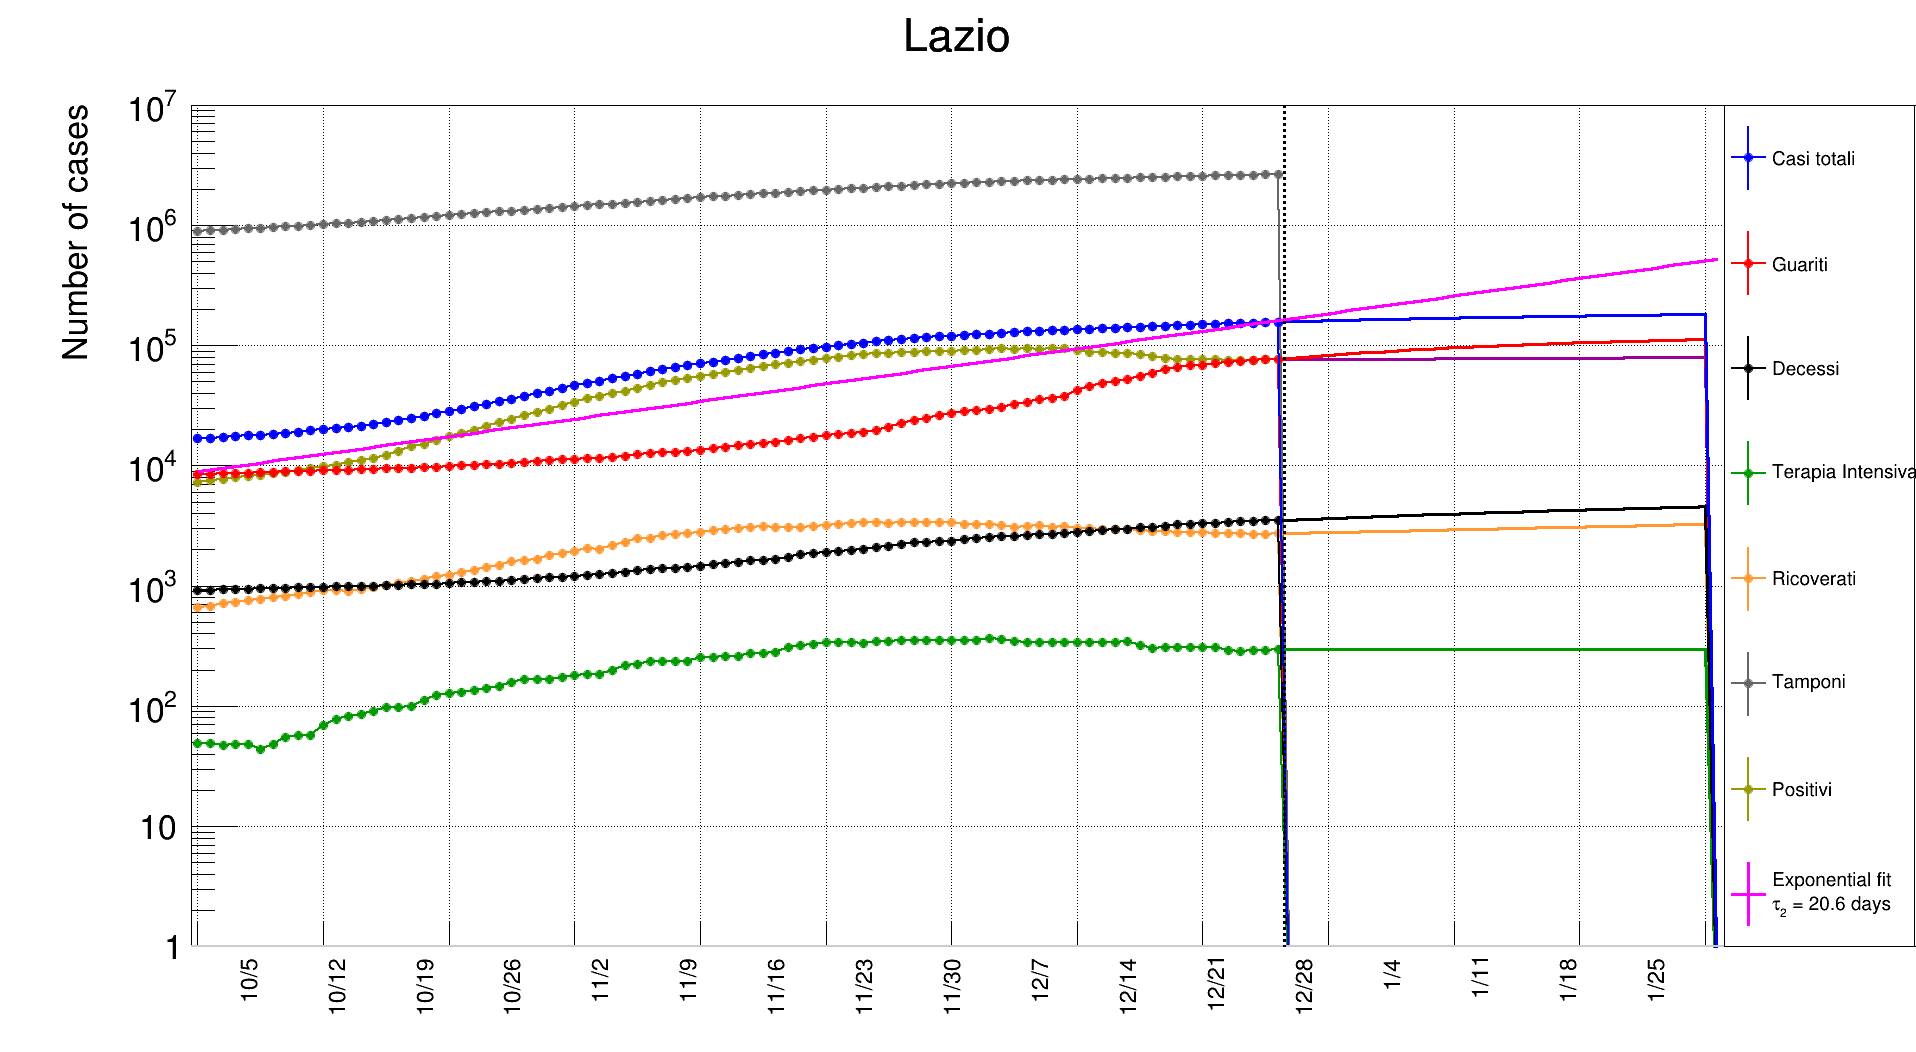 Lazio
Number of cases
10^7
10^6
10^5
10^4
10^3
10^2
10
1
10/5
10/12
10/19
10/26
11/2
11/9
11/16
11/23
11/30
12/7
12/14
12/21
12/28
1/4
1/11
1/18
1/25
Casi totali
Guariti
Decessi
Terapia Intensiva
Ricoverati
Tamponi
Positivi
Exponential fit
τ₂ = 20.6 days